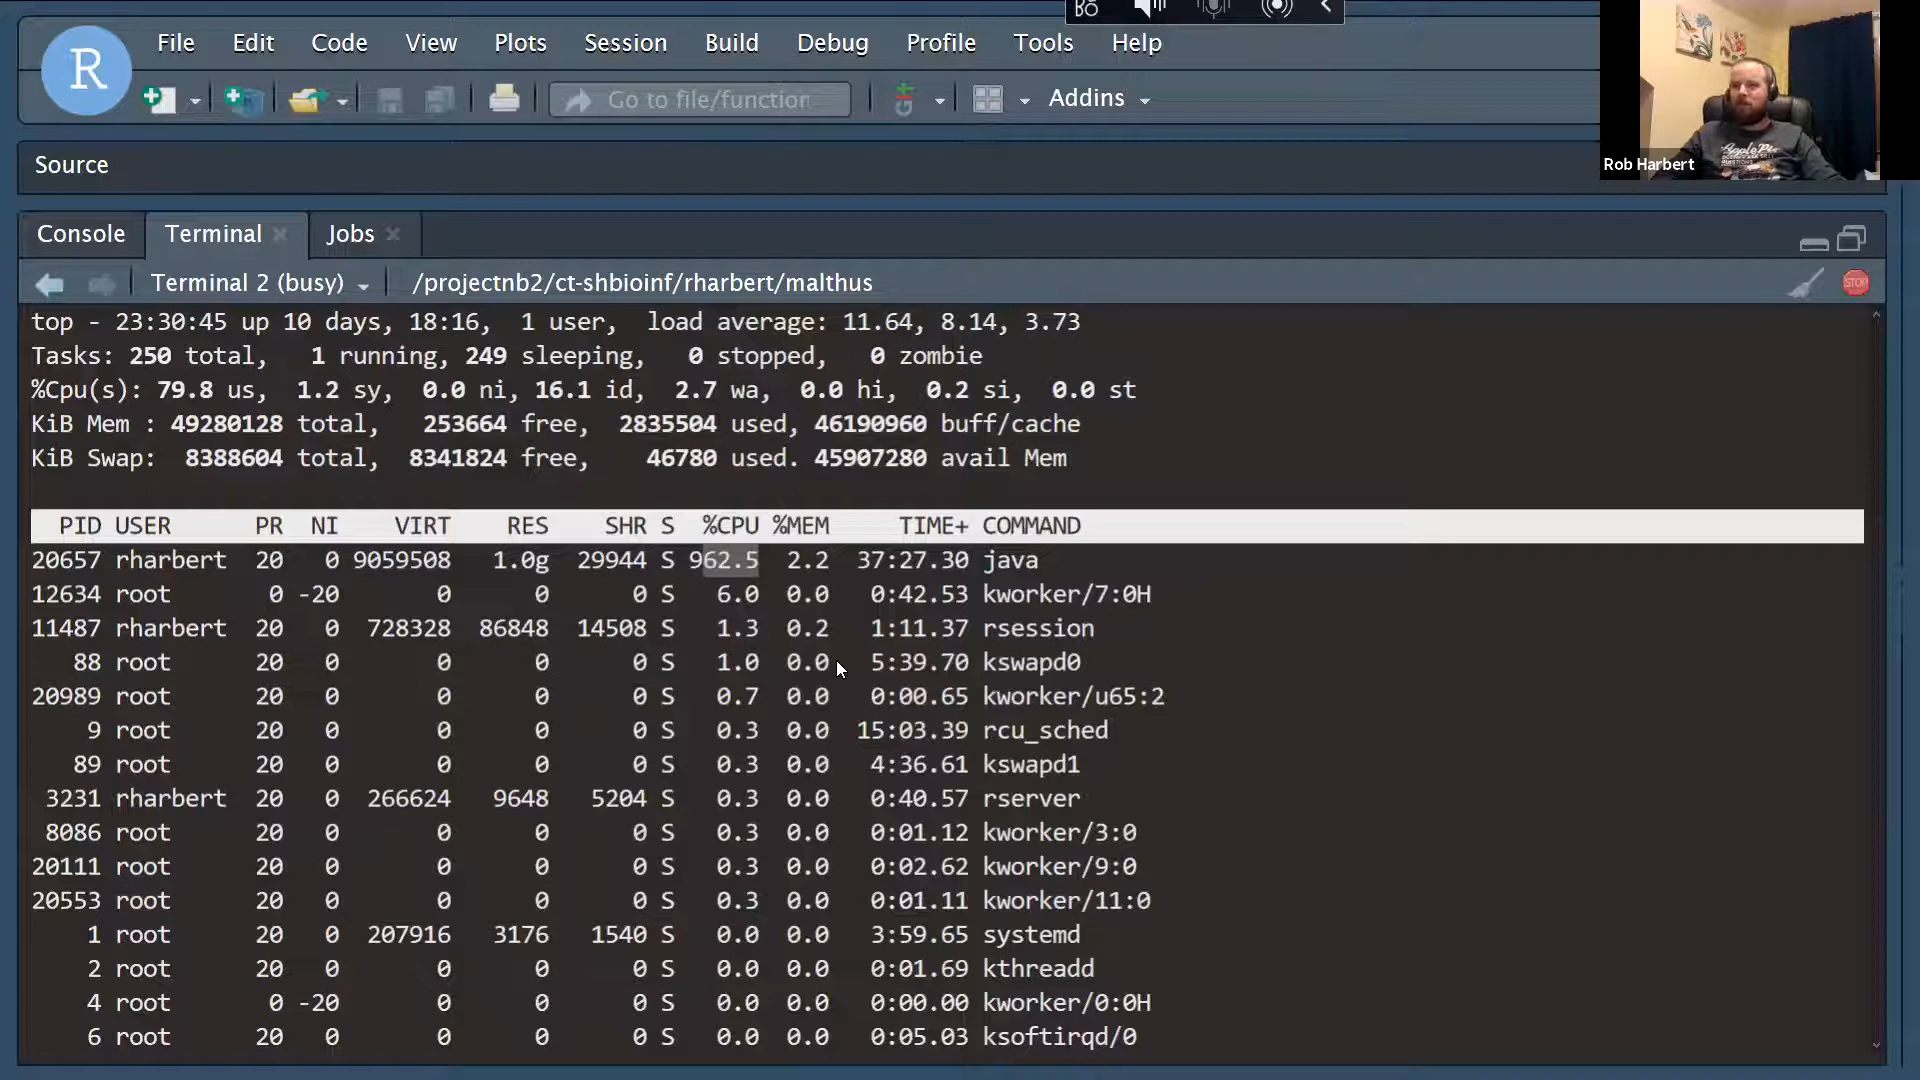 File Edit Code View Plots Session Build Debug Profile Tools Help
R
Go to file/function
Addins
Rob Harbert
Source
Console Terminal Jobs
Terminal 2 (busy) /projectnb2/ct-shbioinf/rharbert/malthus
STOP
top - 23:30:45 up 10 days, 18:16, 1 user, load average: 11.64, 8.14, 3.73
Tasks: 250 total, 1 running, 249 sleeping, 0 stopped, 0 zombie
%Cpu(s): 79.8 us, 1.2 sy, 0.0 ni, 16.1 id, 2.7 wa, 0.0 hi, 0.2 si, 0.0 st
KiB Mem : 49280128 total, 253664 free, 2835504 used, 46190960 buff/cache
KiB Swap: 8388604 total, 8341824 free, 46780 used. 45907280 avail Mem
PID USER PR NI VIRT RES SHR S %CPU %MEM TIME+ COMMAND
20657 rharbert 20 0 9059508 1.0g 29944 S 962.5 2.2 37:27.30 java
12634 root 0 -20 0 0 0 S 6.0 0.0 0:42.53 kworker/7:0H
11487 rharbert 20 0 728328 86848 14508 S 1.3 0.2 1:11.37 rsession
88 root 20 0 0 0 0 S 1.0 0.0 5:39.70 kswapd0
20989 root 20 0 0 0 0 S 0.7 0.0 0:00.65 kworker/u65:2
9 root 20 0 0 0 0 S 0.3 0.0 15:03.39 rcu_sched
89 root 20 0 0 0 0 S 0.3 0.0 4:36.61 kswapd1
3231 rharbert 20 0 266624 9648 5204 S 0.3 0.0 0:40.57 rserver
8086 root 20 0 0 0 0 S 0.3 0.0 0:01.12 kworker/3:0
20111 root 20 0 0 0 0 S 0.3 0.0 0:02.62 kworker/9:0
20553 root 20 0 0 0 0 S 0.3 0.0 0:01.11 kworker/11:0
1 root 20 0 207916 3176 1540 S 0.0 0.0 3:59.65 systemd
2 root 20 0 0 0 0 S 0.0 0.0 0:01.69 kthreadd
4 root 0 -20 0 0 0 S 0.0 0.0 0:00.00 kworker/0:0H
6 root 20 0 0 0 0 S 0.0 0.0 0:05.03 ksoftirqd/0